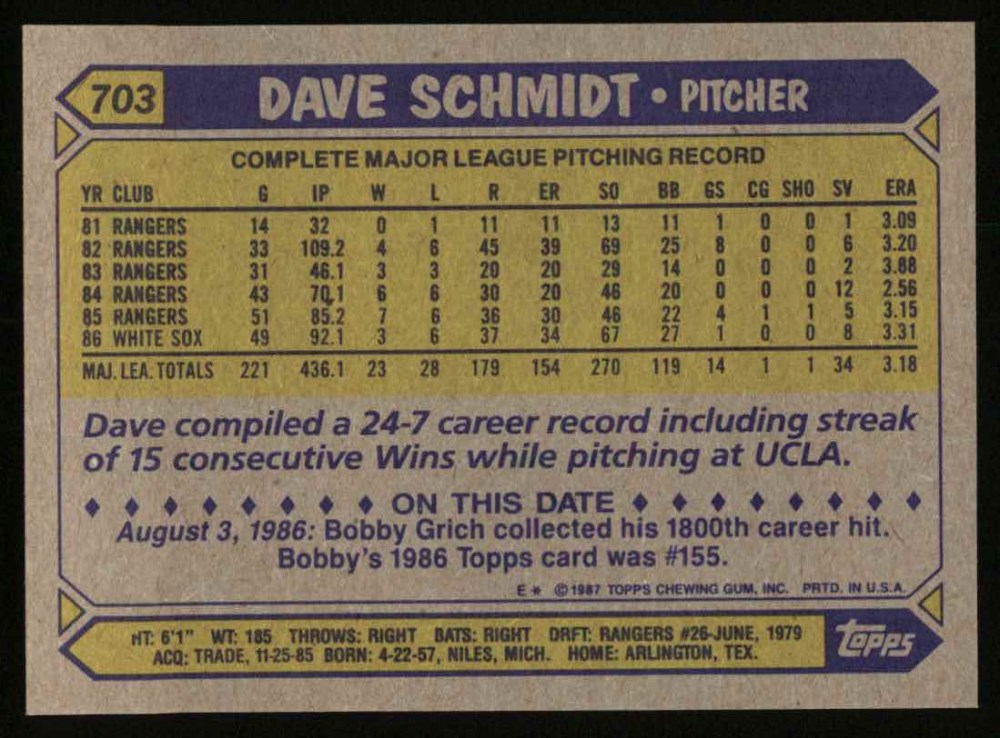 703 DAVE SCHMIDT • PITCHER
COMPLETE MAJOR LEAGUE PITCHING RECORD
YR CLUB G IP W L R ER SO BB GS CG SHO SV ERA
81 RANGERS 14 32 0 1 11 11 13 11 1 0 0 1 3.09
82 RANGERS 33 109.2 4 6 45 39 69 25 8 0 0 6 3.20
83 RANGERS 31 46.1 3 3 20 20 29 14 0 0 0 2 3.88
84 RANGERS 43 70.1 6 6 30 20 46 20 0 0 0 12 2.56
85 RANGERS 51 85.2 7 6 36 30 46 22 4 1 1 5 3.15
86 WHITE SOX 49 92.1 3 6 37 34 67 27 1 0 0 8 3.31
MAJ. LEA. TOTALS 221 436.1 23 28 179 154 270 119 14 1 1 34 3.18
Dave compiled a 24-7 career record including streak
of 15 consecutive Wins while pitching at UCLA.
♦ ♦ ♦ ♦ ♦ ♦ ♦ ♦ ON THIS DATE ♦ ♦ ♦ ♦ ♦ ♦ ♦ ♦
August 3, 1986: Bobby Grich collected his 1800th career hit.
Bobby's 1986 Topps card was #155.
E * © 1987 TOPPS CHEWING GUM, INC. PRTD. IN U.S.A.
HT: 6'1" WT: 185 THROWS: RIGHT BATS: RIGHT DRFT: RANGERS #26-JUNE, 1979
ACQ: TRADE, 11-25-85 BORN: 4-22-57, NILES, MICH. HOME: ARLINGTON, TEX.
topps